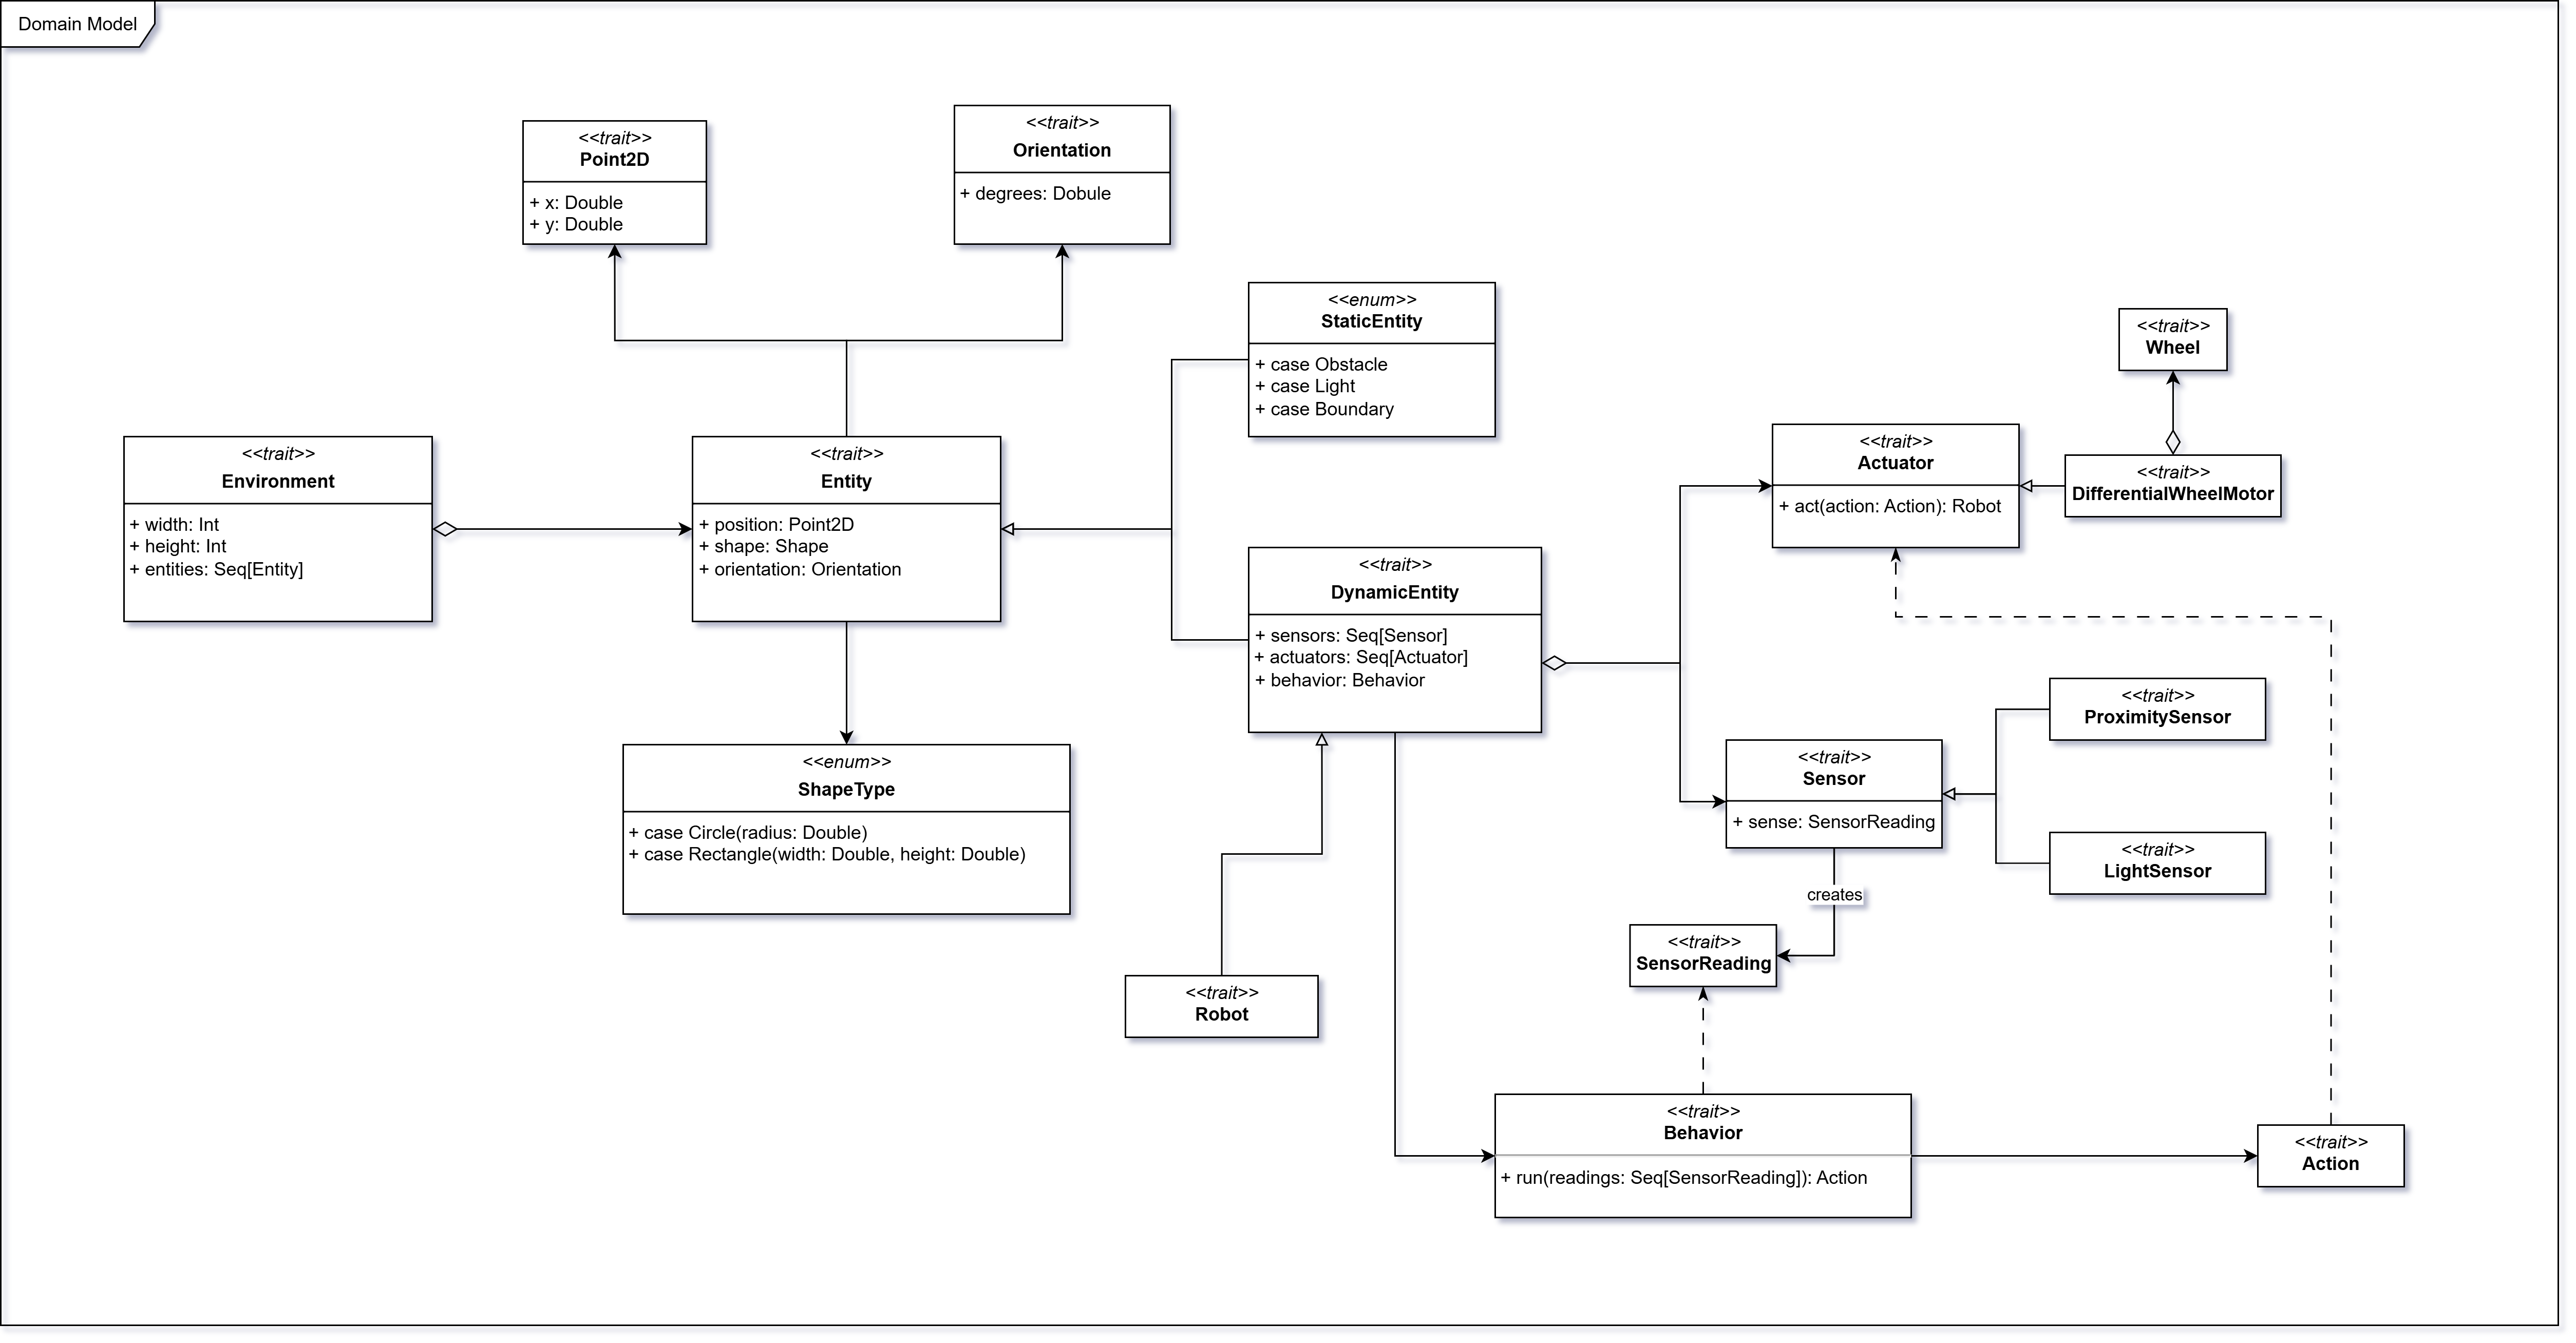 Domain Model
<<trait>>
Point2D
+ x: Double
+ y: Double
<<trait>>
Orientation
+ degrees: Dobule
<<enum>>
StaticEntity
+ case Obstacle
+ case Light
+ case Boundary
<<trait>>
Wheel
<<trait>>
Environment
+ width: Int
+ height: Int
+ entities: Seq[Entity]
<<trait>>
Entity
+ position: Point2D
+ shape: Shape
+ orientation: Orientation
<<trait>>
Actuator
+ act(action: Action): Robot
<<trait>>
DifferentialWheelMotor
<<trait>>
DynamicEntity
+ sensors: Seq[Sensor]
+ actuators: Seq[Actuator]
+ behavior: Behavior
<<trait>>
ProximitySensor
<<enum>>
ShapeType
+ case Circle(radius: Double)
+ case Rectangle(width: Double, height: Double)
<<trait>>
Sensor
+ sense: SensorReading
<<trait>>
LightSensor
creates
<<trait>>
SensorReading
<<trait>>
Robot
<<trait>>
Behavior
+ run(readings: Seq[SensorReading]): Action
<<trait>>
Action